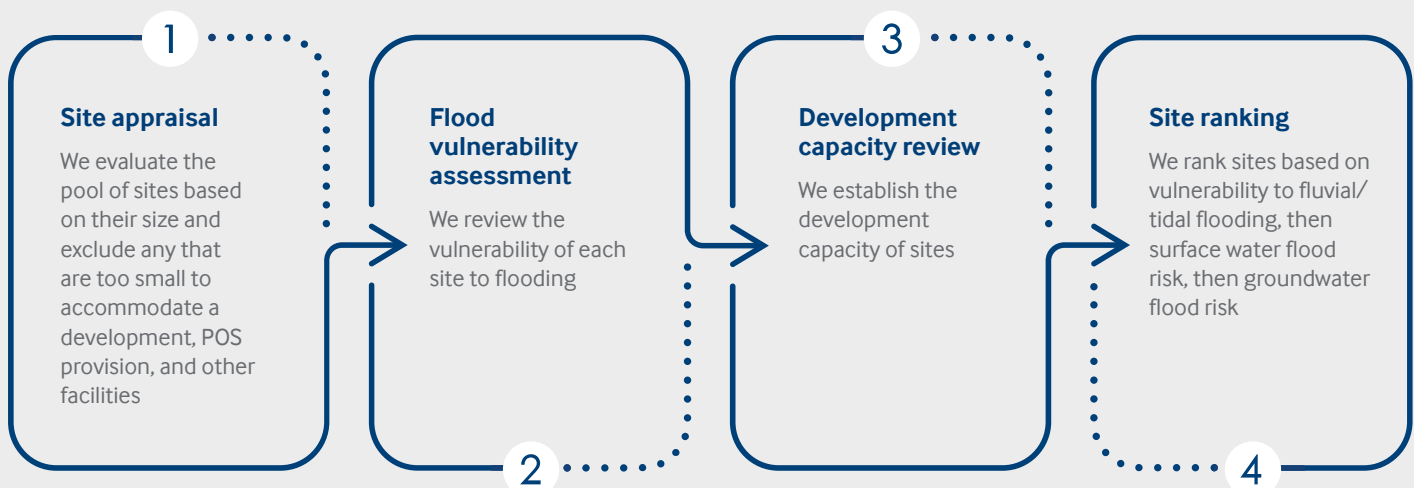 1
Site appraisal
We evaluate the
pool of sites based
on their size and
exclude any that
are too small to
accommodate a
development, POS
provision, and other
facilities
2
Flood
vulnerability
assessment
We review the
vulnerability of each
site to flooding
3
Development
capacity review
We establish the
development
capacity of sites
4
Site ranking
We rank sites based on
vulnerability to fluvial/
tidal flooding, then
surface water flood
risk, then groundwater
flood risk